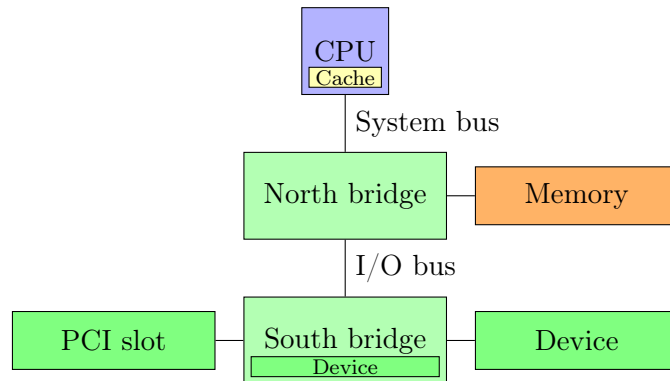 CPU
Cache
System bus
North bridge
Memory
I/O bus
PCI slot
South bridge
Device
Device